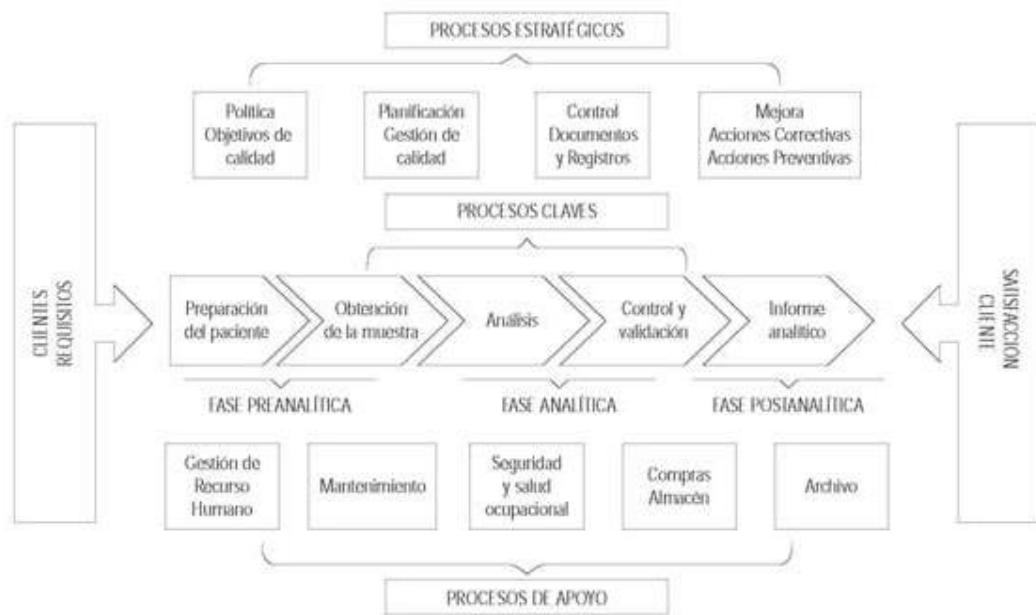 PROCESOS ESTRATÉGICOS
Política
Objetivos de
calidad
Planificación
Gestión de
calidad
Control
Documentos
y Registros
Mejora
Acciones Correctivas
Acciones Preventivas
CLIENTES
REQUISITOS
PROCESOS CLAVES
Preparación
del paciente
Obtención
de la muestra
Análisis
Control y
validación
Informe
analítico
SATISFACCION
CLIENTE
FASE PREANALÍTICA
FASE ANALÍTICA
FASE POSTANALÍTICA
Gestión de
Recurso
Humano
Mantenimiento
Seguridad
y salud
ocupacional
Compras
Almacén
Archivo
PROCESOS DE APOYO